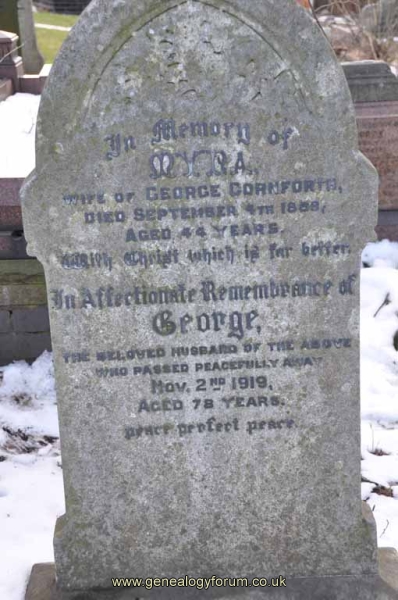 In Memory of
MYRA,
WIFE OF GEORGE CORNFORTH,
DIED SEPTEMBER 4TH 1889,
AGED 44 YEARS.
With Christ which is far better.
In Affectionate Remembrance of
George,
THE BELOVED HUSBAND OF THE ABOVE
WHO PASSED PEACEFULLY AWAY
NOV. 2ND 1919,
AGED 78 YEARS.
peace perfect peace.
www.genealogyforum.co.uk